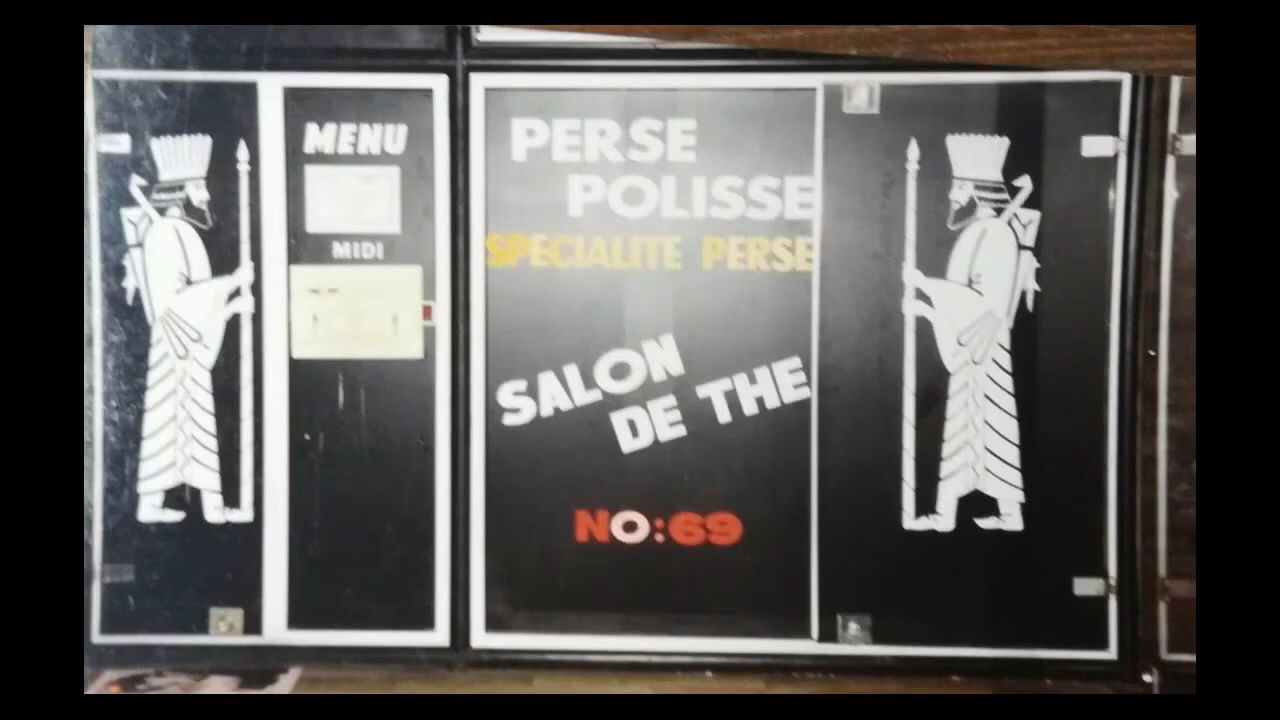 MENU
MIDI
PERSE
POLISSE
SPECIALITE PERSE
SALON
DE THE
NO:69